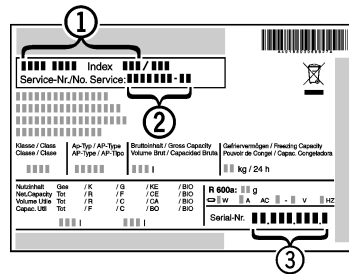 1
Index /
Service-Nr./No. Service: -
2
Klasse / Class
Classe / Clase
Ap-Typ / AP-Type
AP-Type / AP-Tipo
Bruttoinhalt / Gross Capacity
Volume Brut / Capacidad Bruta
Gefriervermögen / Freezing Capacity
Pouvoir de Congel / Capac. Congeladora
l
kg / 24 h
Nutzinhalt Ges / K / G / KE / BIO
Net.Capacity Tot / R / F / CE / BIO
Volume Utile Tot / R / C / CA / BIO
Capac. Util Tot / F / C / BO / BIO
l l
R 600a: g
W A AC - V HZ
Serial-Nr. . . .
3